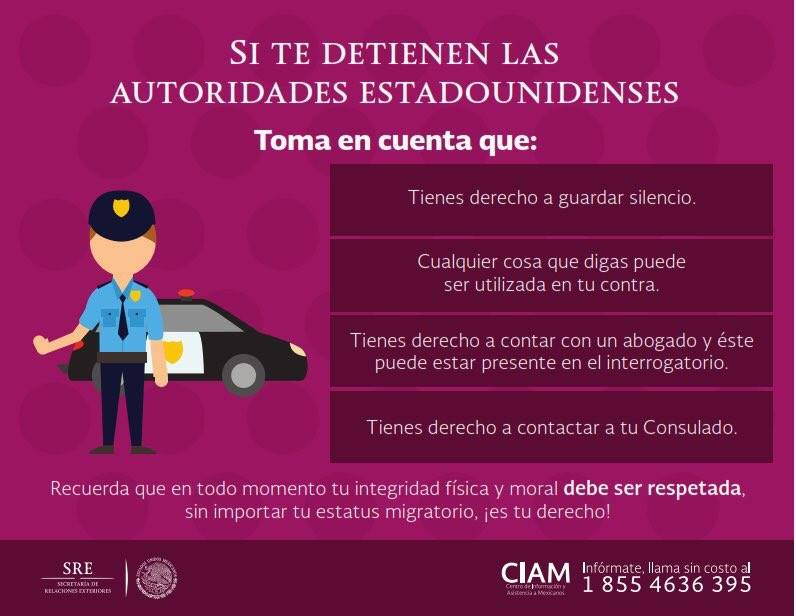 SI TE DETIENEN LAS
AUTORIDADES ESTADOUNIDENSES
Toma en cuenta que:
Tienes derecho a guardar silencio.
Cualquier cosa que digas puede
ser utilizada en tu contra.
Tienes derecho a contar con un abogado y éste
puede estar presente en el interrogatorio.
Tienes derecho a contactar a tu Consulado.
Recuerda que en todo momento tu integridad física y moral debe ser respetada,
sin importar tu estatus migratorio, ¡es tu derecho!
SRE
SECRETARÍA DE
RELACIONES EXTERIORES
ESTADOS UNIDOS MEXICANOS
CIAM
Centro de Información y
Asistencia a Mexicanos
Infórmate, llama sin costo al
1 855 4636 395